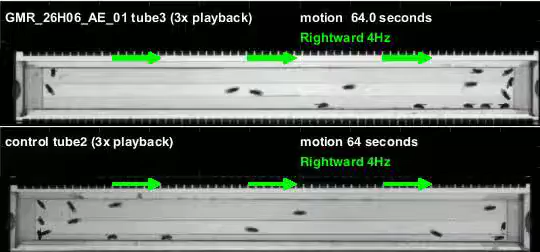 GMR_26H06_AE_01 tube3 (3x playback) motion 64.0 seconds
Rightward 4Hz
control tube2 (3x playback) motion 64 seconds
Rightward 4Hz